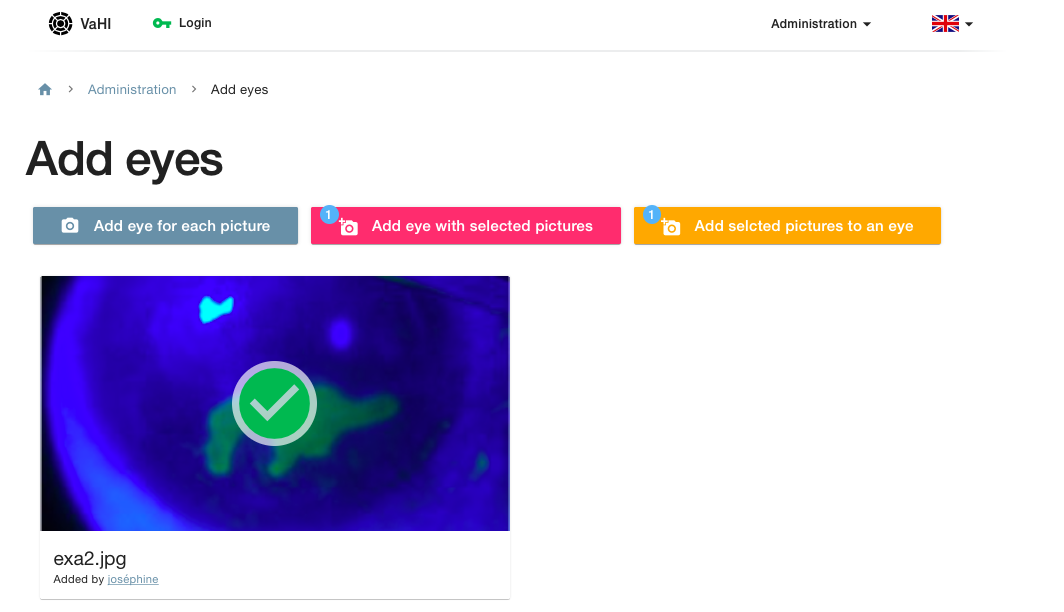 VaHI
Login
Administration
Administration
Add eyes
Add eyes
Add eye for each picture
1
Add eye with selected pictures
1
Add selcted pictures to an eye
exa2.jpg
Added by joséphine